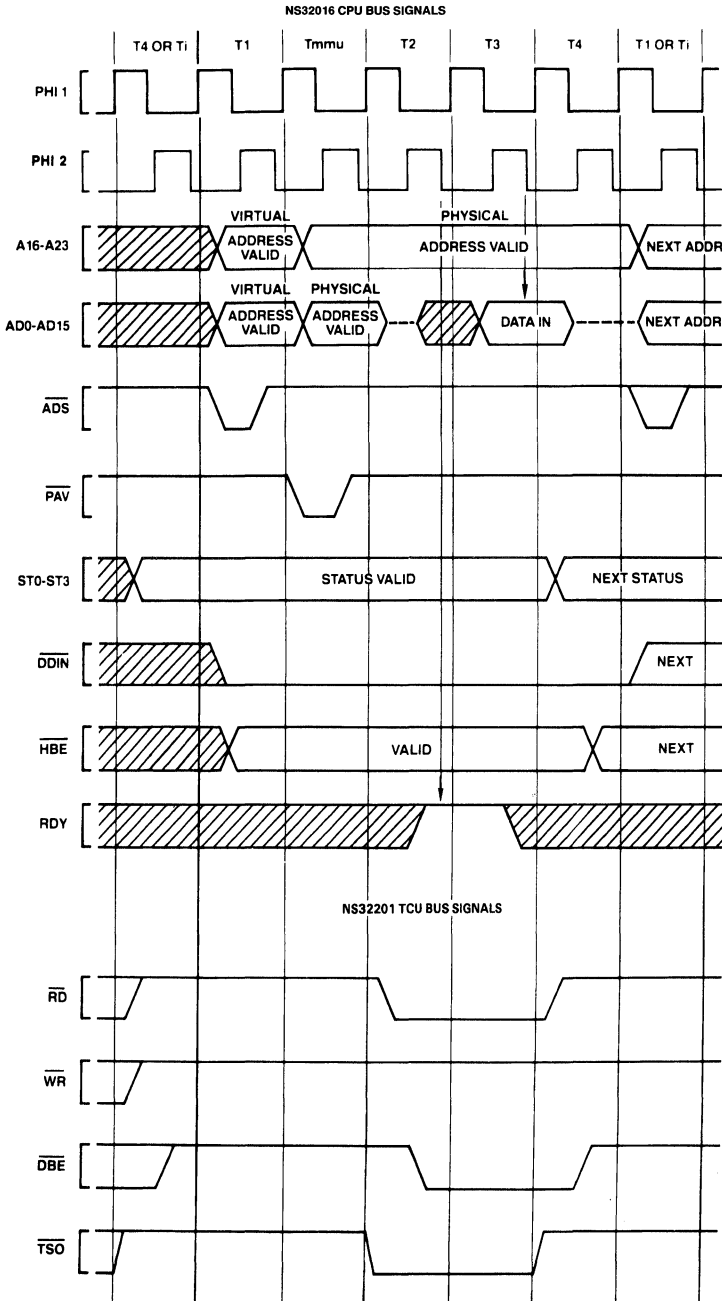 NS32016 CPU BUS SIGNALS
T4 OR Ti T1 Tmmu T2 T3 T4 T1 OR Ti
PHI 1
PHI 2
VIRTUAL PHYSICAL
A16-A23 ADDRESS VALID ADDRESS VALID NEXT ADDR
VIRTUAL PHYSICAL
AD0-AD15 ADDRESS VALID ADDRESS VALID DATA IN NEXT ADDR
ADS
PAV
ST0-ST3 STATUS VALID NEXT STATUS
DDIN NEXT
HBE VALID NEXT
RDY
NS32201 TCU BUS SIGNALS
RD
WR
DBE
TSO